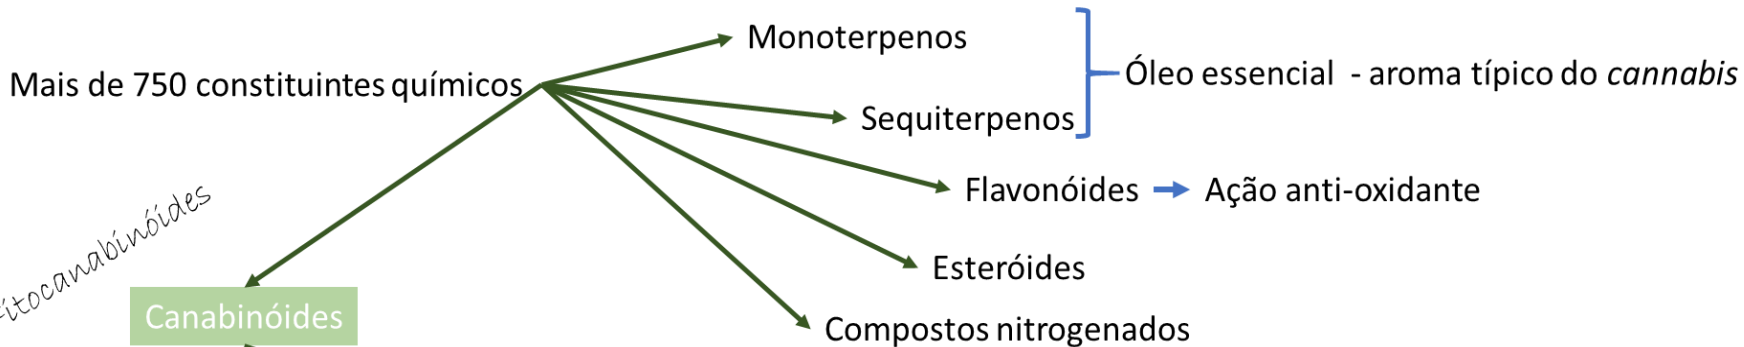 Monoterpenos
Mais de 750 constituintes químicos
Óleo essencial - aroma típico do cannabis
Sequiterpenos
Flavonóides
Ação anti-oxidante
Fitocanabinóides
Esteróides
Canabinóides
Compostos nitrogenados